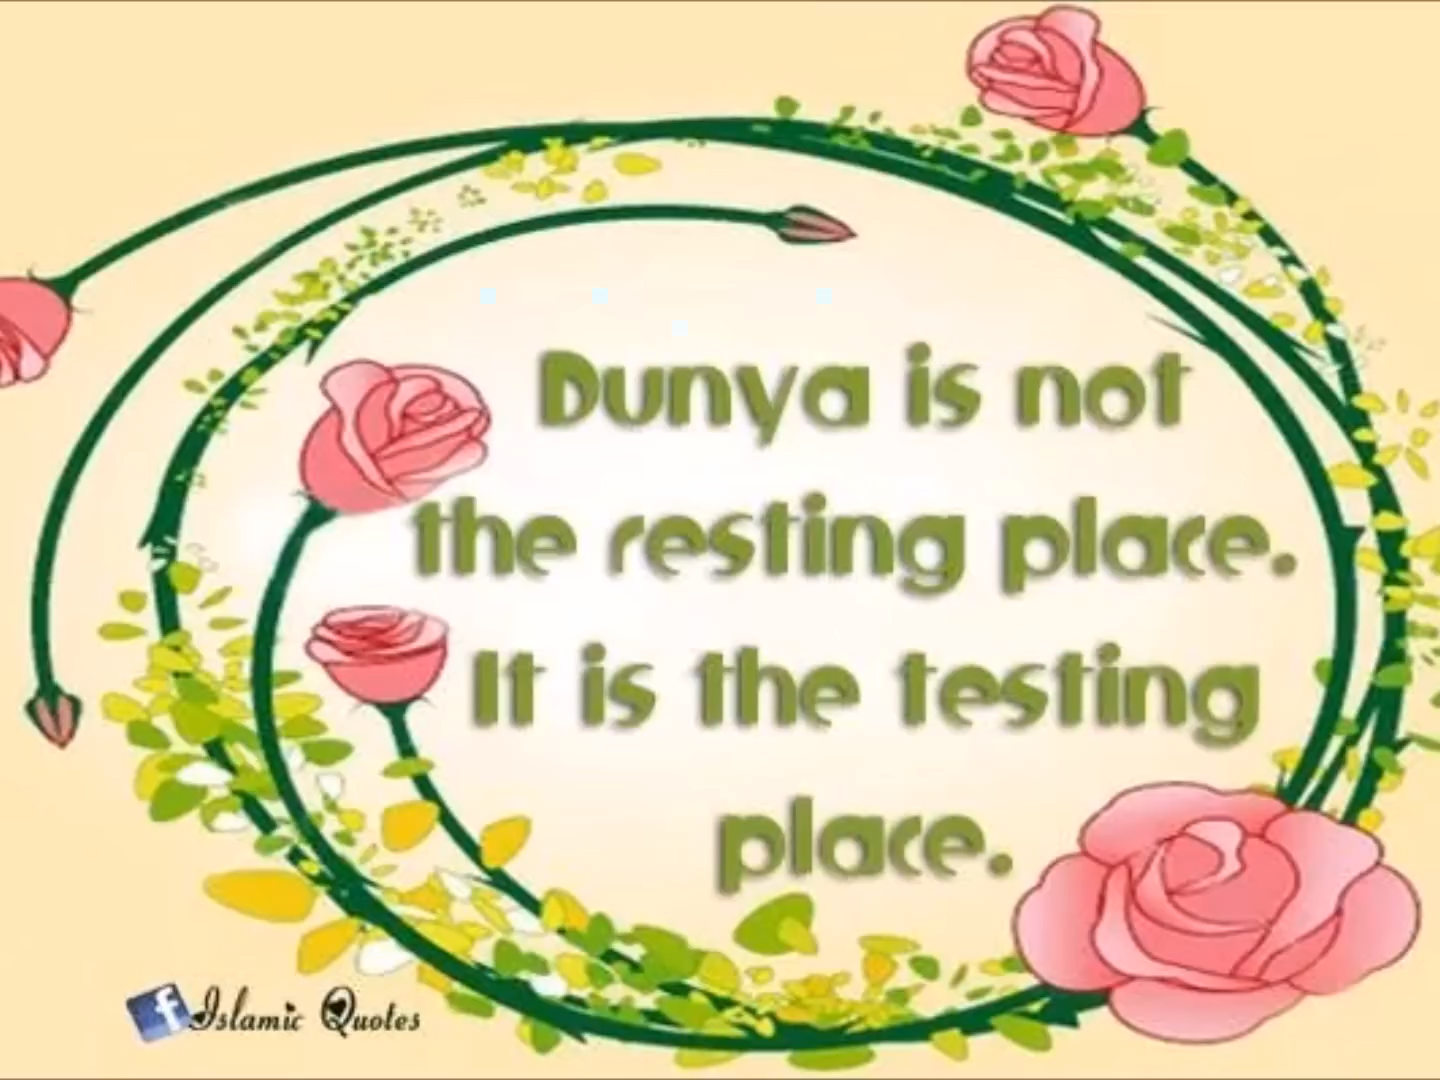 Dunya is not
the resting place.
It is the testing
place.
f Islamic Quotes